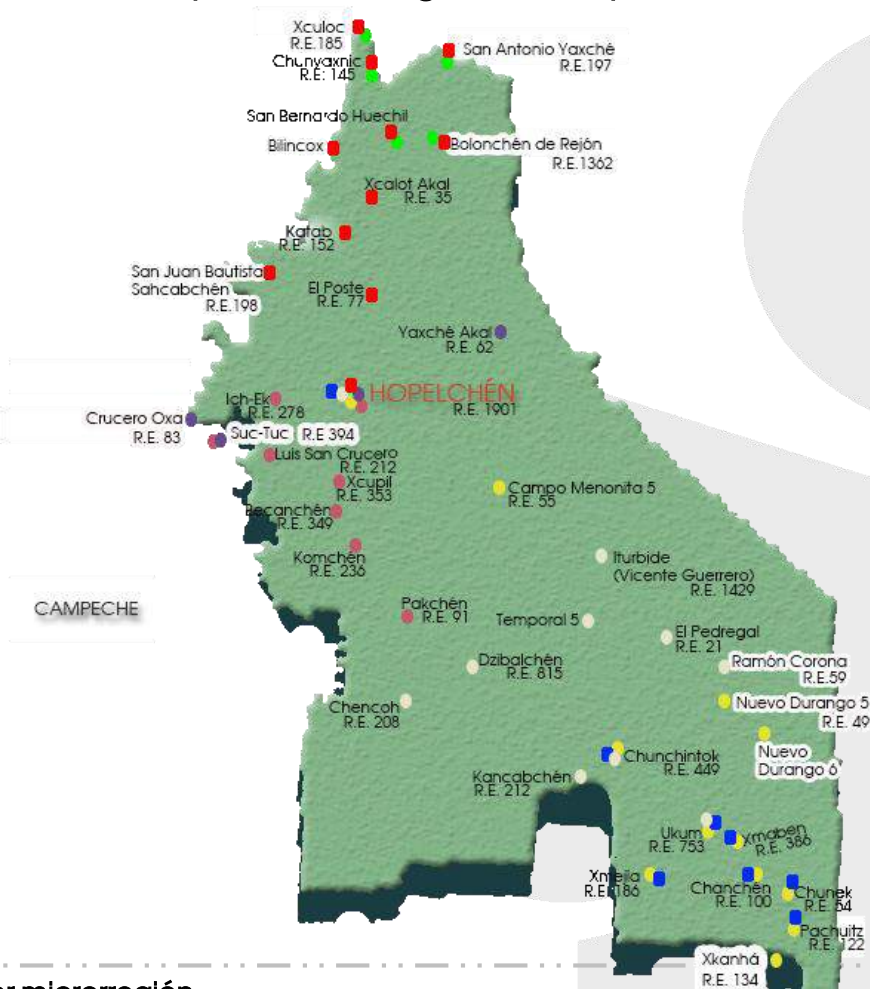 Xculoc
R.E.185
Chunyaxnic
R.E: 145
San Antonio Yaxché
R.E.197
San Bernardo Huechil
Bilincox
Bolonchén de Rejón
R.E.1362
Xcalot Akal
R.E. 35
Katab
R.E. 152
San Juan Bautista
Sahcabchén
R.E.198
El Poste
R.E. 77
Yaxché Akal
R.E. 62
HOPELCHÉN
R.E. 1901
Ich-Ek
R.E. 278
Crucero Oxa
R.E. 83
Suc-Tuc R.E 394
Luis San Crucero
R.E. 212
Xcupil
R.E. 353
Becanchén
R.E. 349
Campo Menonita 5
R.E. 55
Komchén
R.E. 236
Iturbide
(Vicente Guerrero)
R.E. 1429
CAMPECHE
Pakchén
R.E. 91
Temporal 5
El Pedregal
R.E. 21
Dzibalchén
R.E. 815
Ramón Corona
R.E.59
Chencoh
R.E. 208
Nuevo Durango 5
R.E. 49
Nuevo
Durango 6
Chunchintok
R.E. 449
Kancabchén
R.E. 212
Ukum
R.E. 753
Xmaben
R.E. 386
Xmejia
R.E. 186
Chanchén
R.E. 100
Chunek
R.E. 54
Pachuitz
R.E. 122
Xkanhá
R.E. 134
microrregión